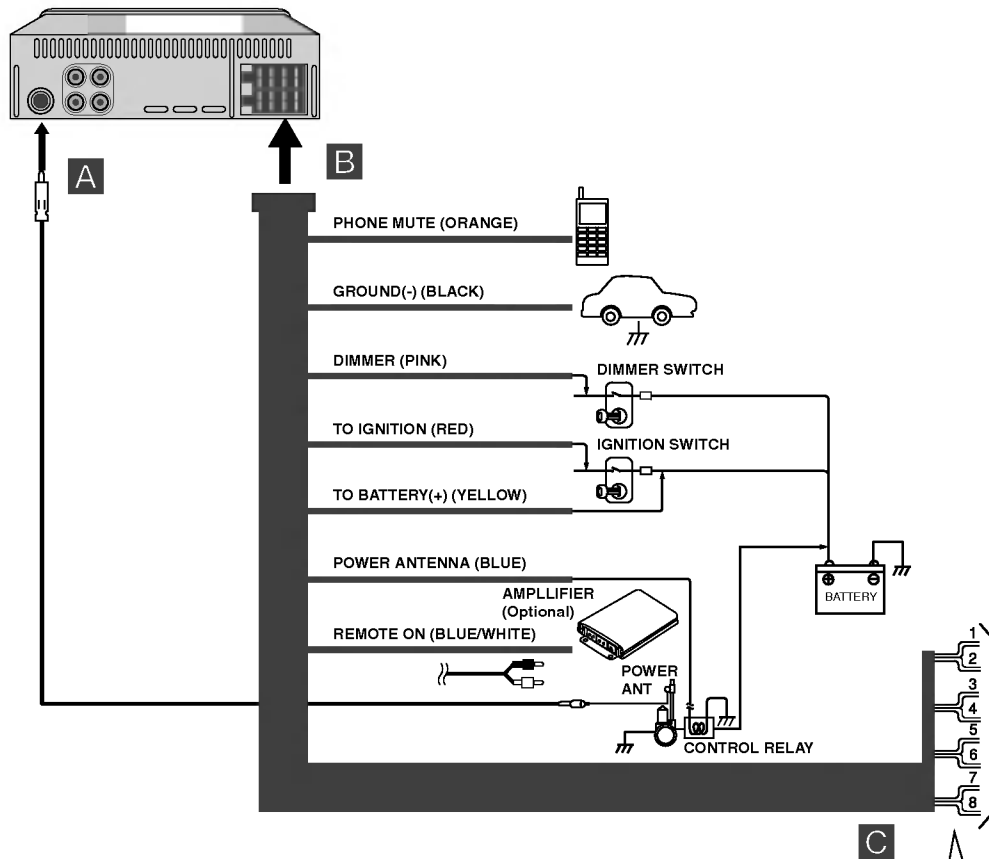 A
B
PHONE MUTE (ORANGE)
GROUND(-) (BLACK)
DIMMER (PINK)
DIMMER SWITCH
TO IGNITION (RED)
IGNITION SWITCH
TO BATTERY(+) (YELLOW)
POWER ANTENNA (BLUE)
BATTERY
AMPLLIFIER
(Optional)
REMOTE ON (BLUE/WHITE)
POWER
ANT
CONTROL RELAY
1
2
3
4
5
6
7
8
C